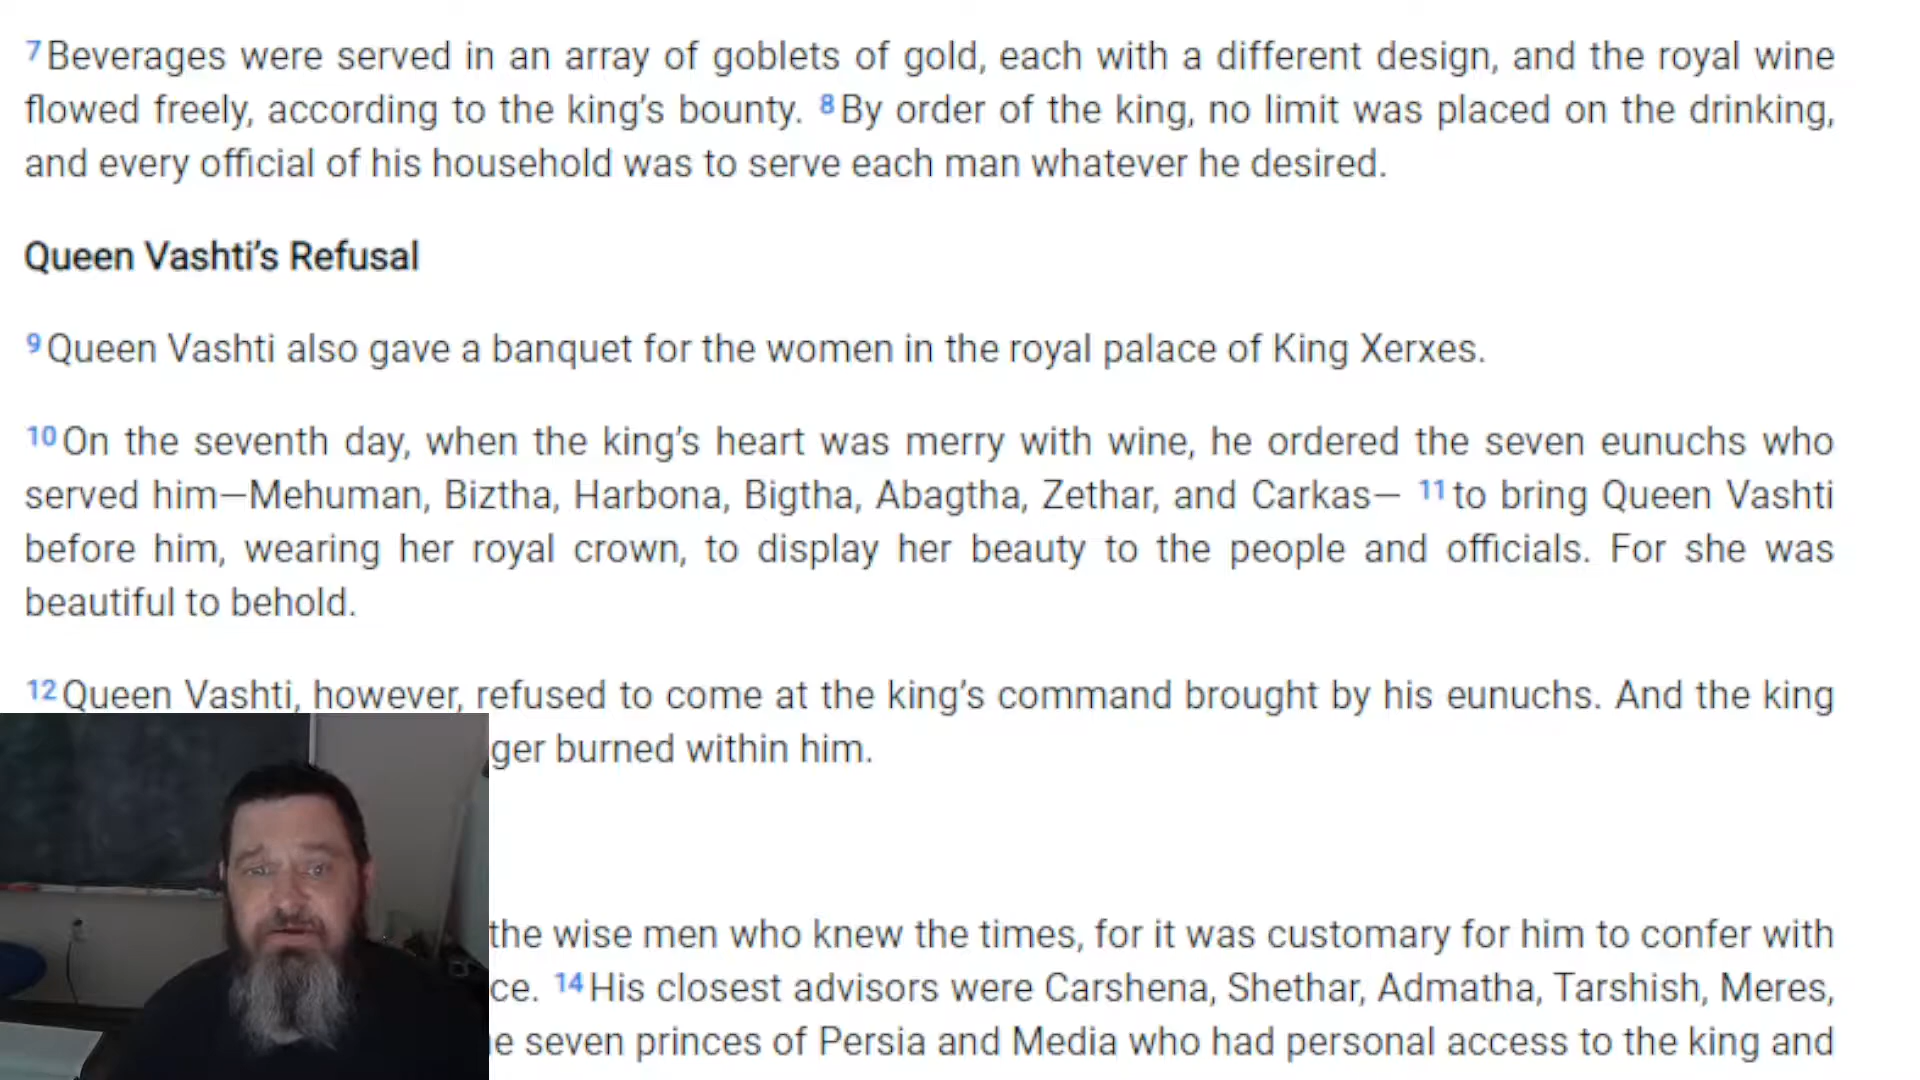 7 Beverages were served in an array of goblets of gold, each with a different design, and the royal wine
flowed freely, according to the king's bounty. 8 By order of the king, no limit was placed on the drinking,
and every official of his household was to serve each man whatever he desired.
Queen Vashti's Refusal
9 Queen Vashti also gave a banquet for the women in the royal palace of King Xerxes.
10 On the seventh day, when the king's heart was merry with wine, he ordered the seven eunuchs who
served him—Mehuman, Biztha, Harbona, Bigtha, Abagtha, Zethar, and Carkas— 11 to bring Queen Vashti
before him, wearing her royal crown, to display her beauty to the people and officials. For she was
beautiful to behold.
12 Queen Vashti, however, refused to come at the king's command brought by his eunuchs. And the king
ger burned within him.
the wise men who knew the times, for it was customary for him to confer with
ce. 14 His closest advisors were Carshena, Shethar, Admatha, Tarshish, Meres,
e seven princes of Persia and Media who had personal access to the king and